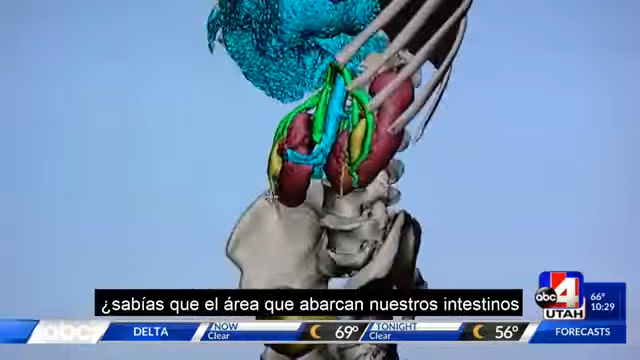 ¿sabías que el área que abarcan nuestros intestinos
abc 4
UTAH
66°
10:29
abc
DELTA
NOW
Clear
69°
TONIGHT
Clear
56°
FORECASTS